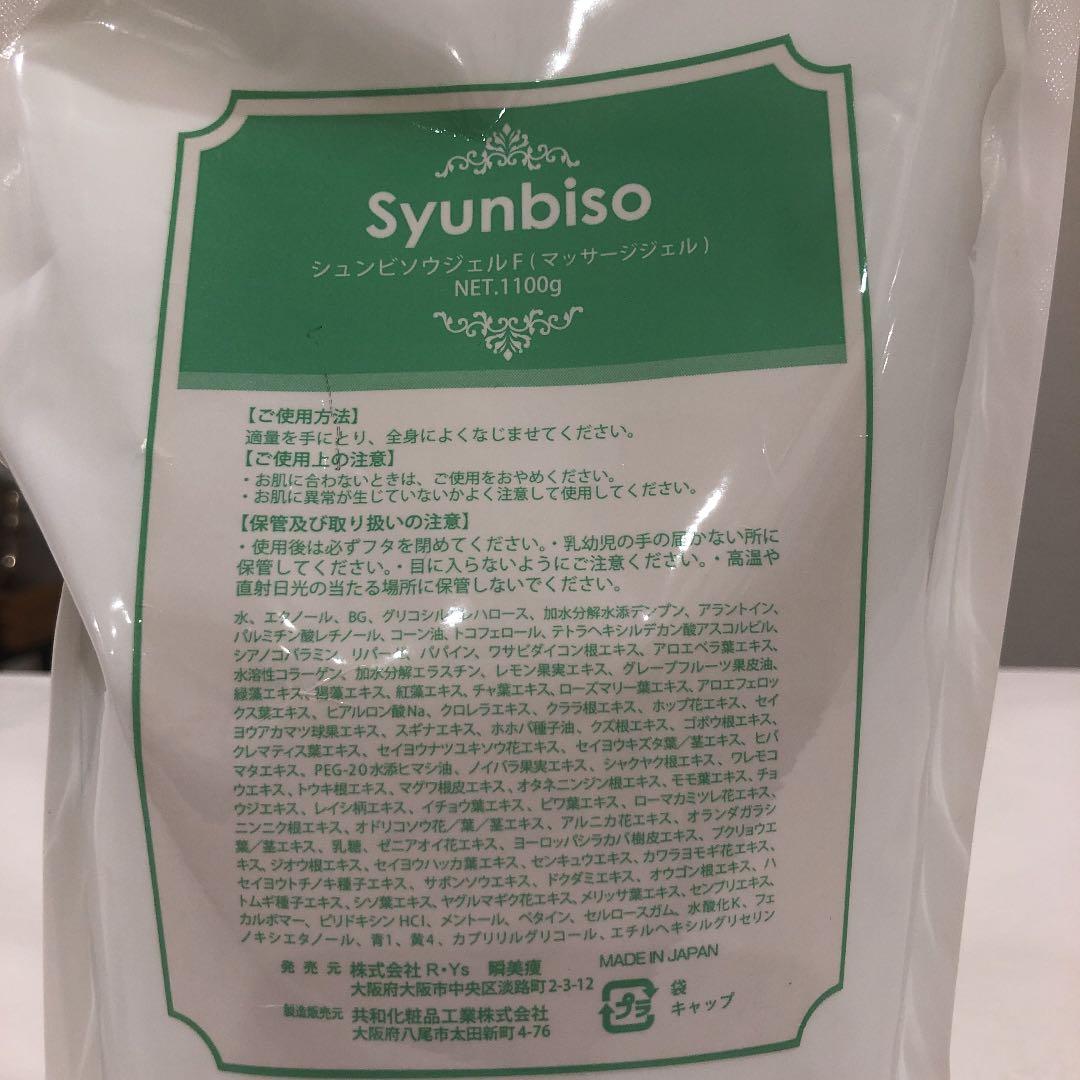 Syunbiso
シュンビソウジェルF(マッサージジェル)
NET.1100g
【ご使用方法】
適量を手にとり、全身によくなじませてください。
【ご使用上の注意】
・お肌に合わないときは、ご使用をおやめください。
・お肌に異常が生じていないかよく注意して使用してください。
【保管及び取り扱いの注意】
・使用後は必ずフタを閉めてください。・乳幼児の手の届かない所に
保管してください。・目に入らないようにご注意ください。・高温や
直射日光の当たる場所に保管しないでください。
水、エタノール、BG、グリコシルトレハロース、加水分解水添デンプン、アラントイン、
パルミチン酸レチノール、コーン油、トコフェロール、テトラヘキシルデカン酸アスコルビル、
シアノコバラミン、リパーゼ、パパイン、ワサビダイコン根エキス、アロエベラ葉エキス、
水溶性コラーゲン、加水分解エラスチン、レモン果実エキス、グレープフルーツ果皮油、
緑藻エキス、褐藻エキス、紅藻エキス、チャ葉エキス、ローズマリー葉エキス、アロエフェロッ
クス葉エキス、ヒアルロン酸Na、クロレラエキス、クララ根エキス、ホップ花エキス、セイ
ヨウアカマツ球果エキス、スギナエキス、ホホバ種子油、クズ根エキス、ゴボウ根エキス、
クレマティス葉エキス、セイヨウナツユキソウ花エキス、セイヨウキズタ葉／茎エキス、ヒバ
マタエキス、PEG-20水添ヒマシ油、ノイバラ果実エキス、シャクヤク根エキス、ワレモコ
ウエキス、トウキ根エキス、マグワ根皮エキス、オタネニンジン根エキス、モモ葉エキス、チョ
ウジエキス、レイシ柄エキス、イチョウ葉エキス、ビワ葉エキス、ローマカミツレ花エキス、
ニンニク根エキス、オドリコソウ花／葉／茎エキス、アルニカ花エキス、オランダガラシ
葉／茎エキス、乳糖、ゼニアオイ花エキス、ヨーロッパシラカバ樹皮エキス、ブクリョウエ
キス、ジオウ根エキス、セイヨウハッカ葉エキス、センキュウエキス、カワラヨモギ花エキス、
セイヨウトチノキ種子エキス、サボンソウエキス、ドクダミエキス、オウゴン根エキス、ハ
トムギ種子エキス、シソ葉エキス、ヤグルマギク花エキス、メリッサ葉エキス、センブリエキス、
カルボマー、ピリドキシンHCl、メントール、ベタイン、セルロースガム、水酸化K、フェ
ノキシエタノール、青1、黄4、カプリリルグリコール、エチルヘキシルグリセリン
MADE IN JAPAN
発売元 株式会社 R・Ys 瞬美痩
大阪府大阪市中央区淡路町2-3-12
製造販売元 共和化粧品工業株式会社
大阪府八尾市太田新町4-76
プラ
袋
キャップ